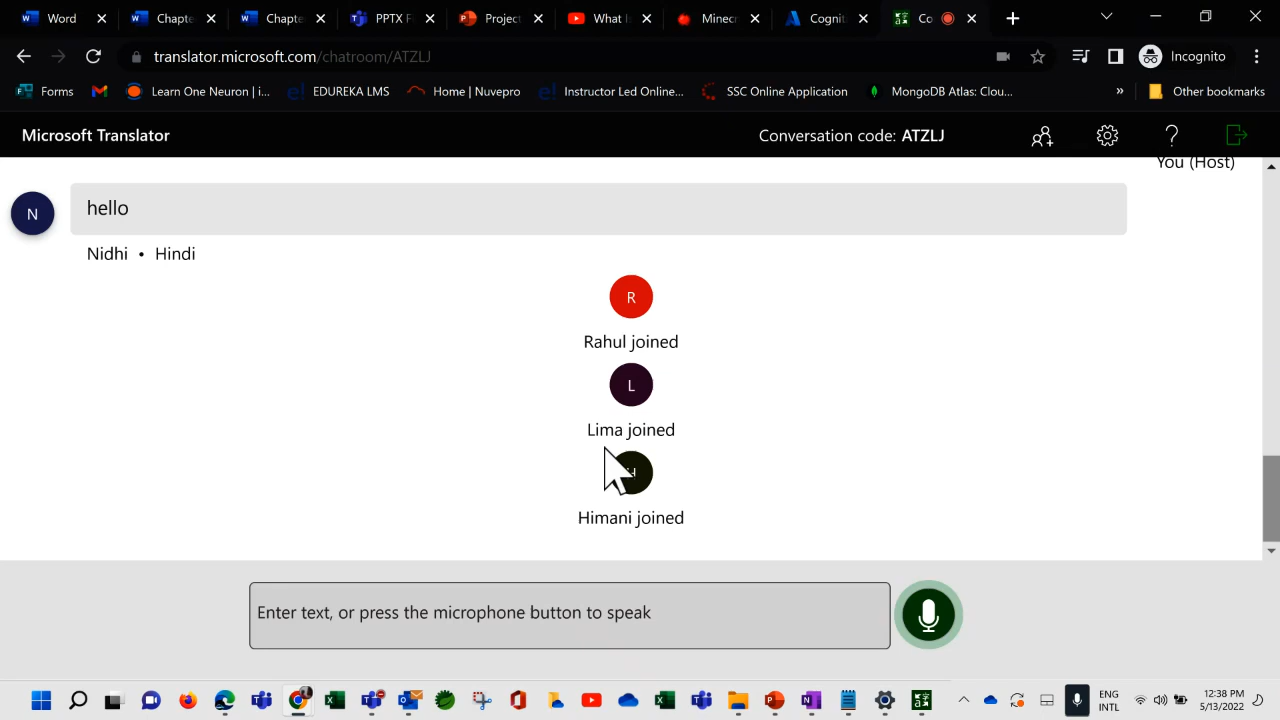 Word Chapte Chapte PPTX F Project What I Minecr Cognit Co
translator.microsoft.com/chatroom/ATZLJ Incognito
Forms Learn One Neuron | i... EDUREKA LMS Home | Nuvepro Instructor Led Online... SSC Online Application MongoDB Atlas: Clou... » Other bookmarks
Microsoft Translator Conversation code: ATZLJ
You (Host)
N hello
Nidhi • Hindi
R
Rahul joined
L
Lima joined
Himani joined
Enter text, or press the microphone button to speak
ENG 12:38 PM
INTL 5/13/2022